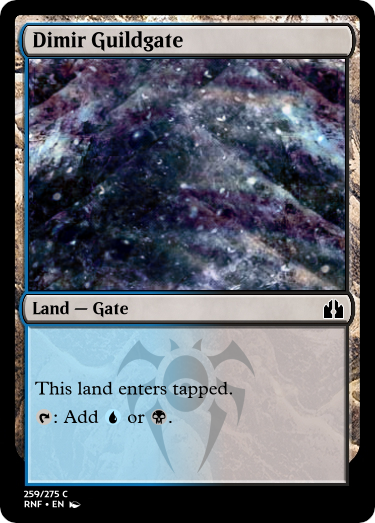 Dimir Guildgate
Land — Gate
This land enters tapped.
: Add or .
259/275 C
RNF • EN